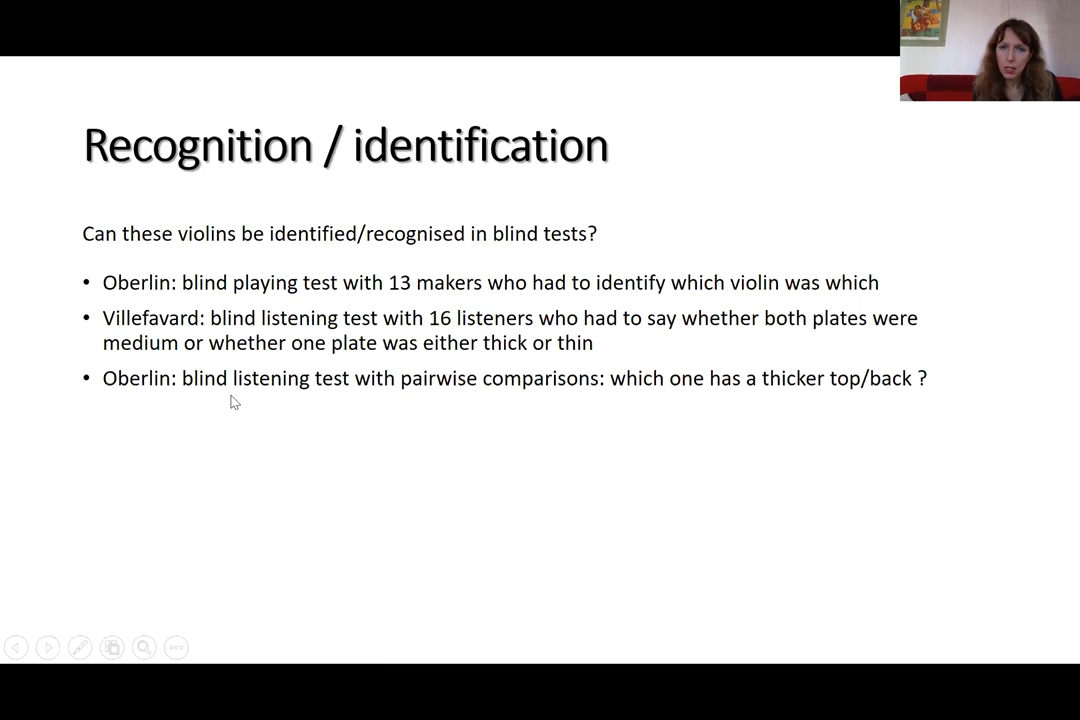 Recognition / identification
Can these violins be identified/recognised in blind tests?
• Oberlin: blind playing test with 13 makers who had to identify which violin was which
• Villefavard: blind listening test with 16 listeners who had to say whether both plates were
medium or whether one plate was either thick or thin
• Oberlin: blind listening test with pairwise comparisons: which one has a thicker top/back ?